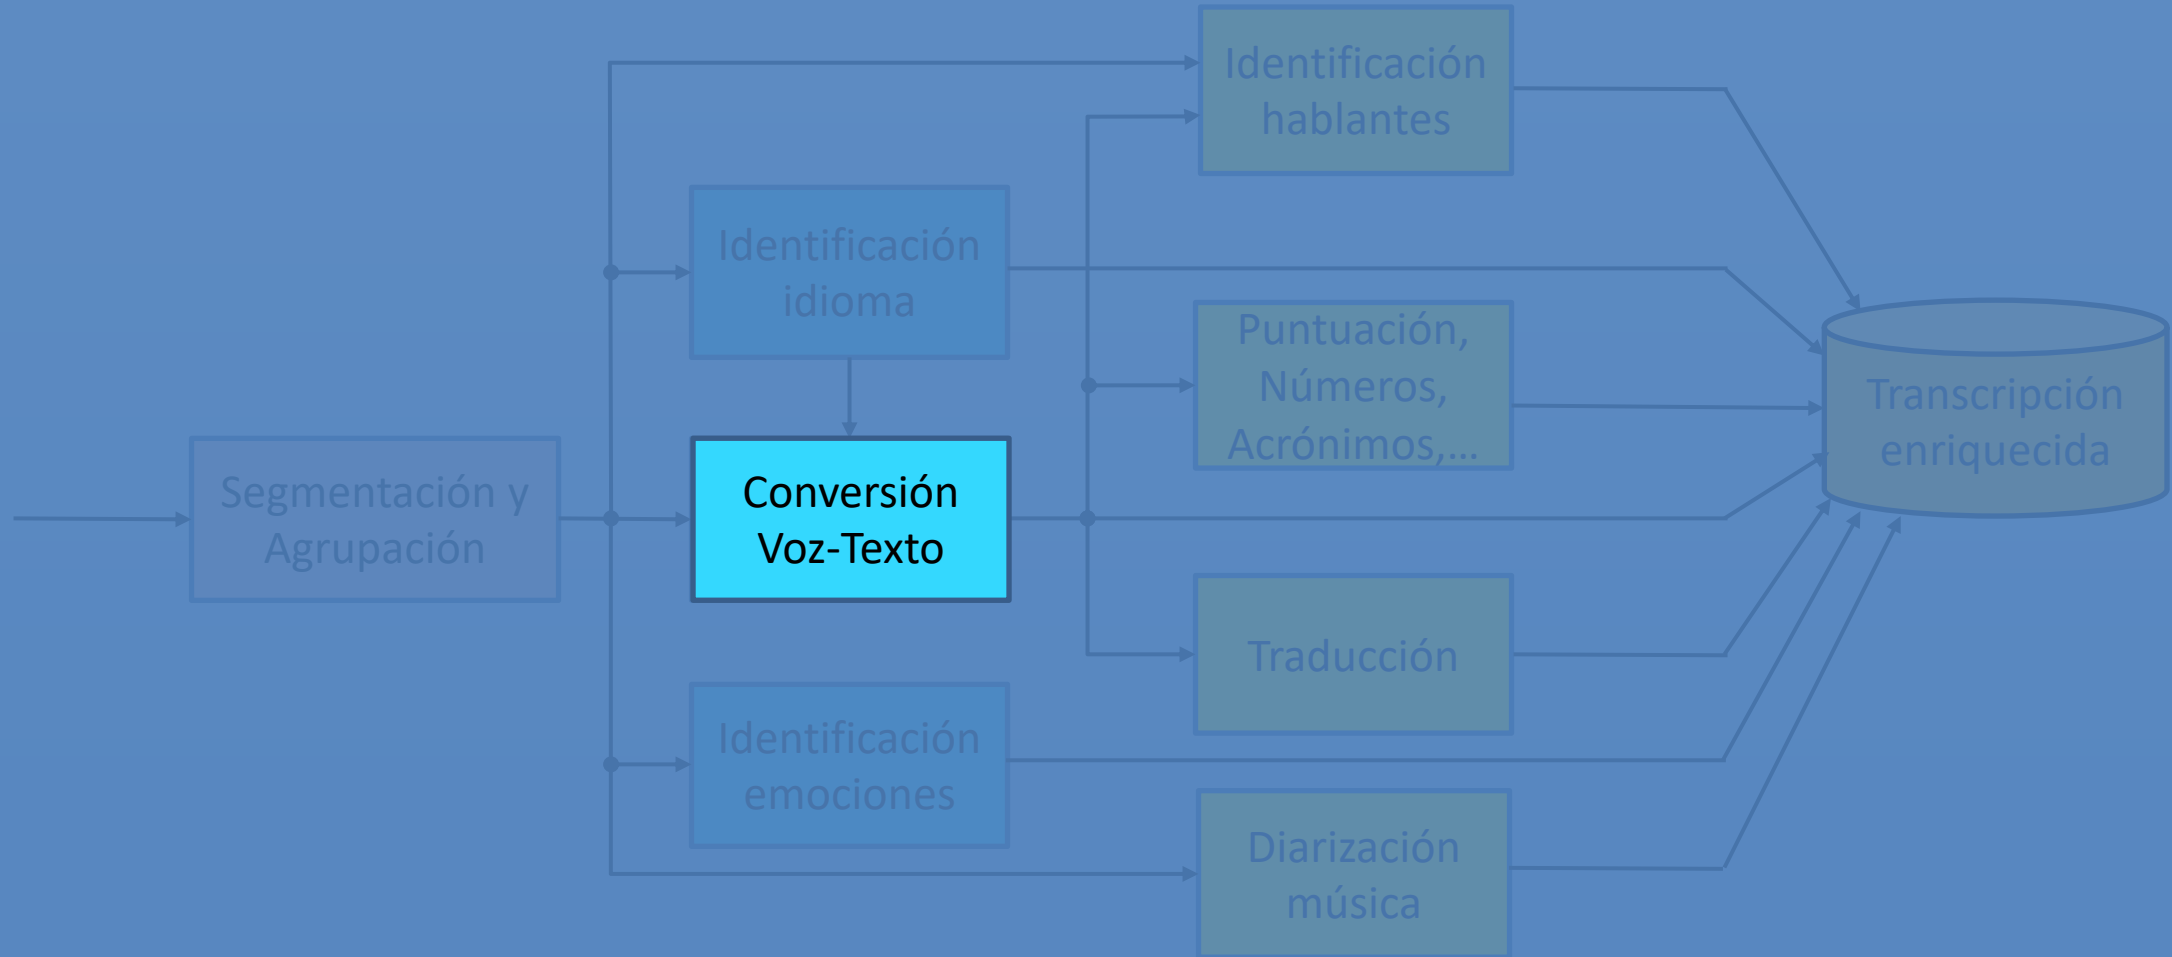 Identificación
hablantes
Identificación
idioma
Puntuación,
Números,
Acrónimos,...
Transcripción
enriquecida
Segmentación y
Agrupación
Conversión
Voz-Texto
Traducción
Identificación
emociones
Diarización
música